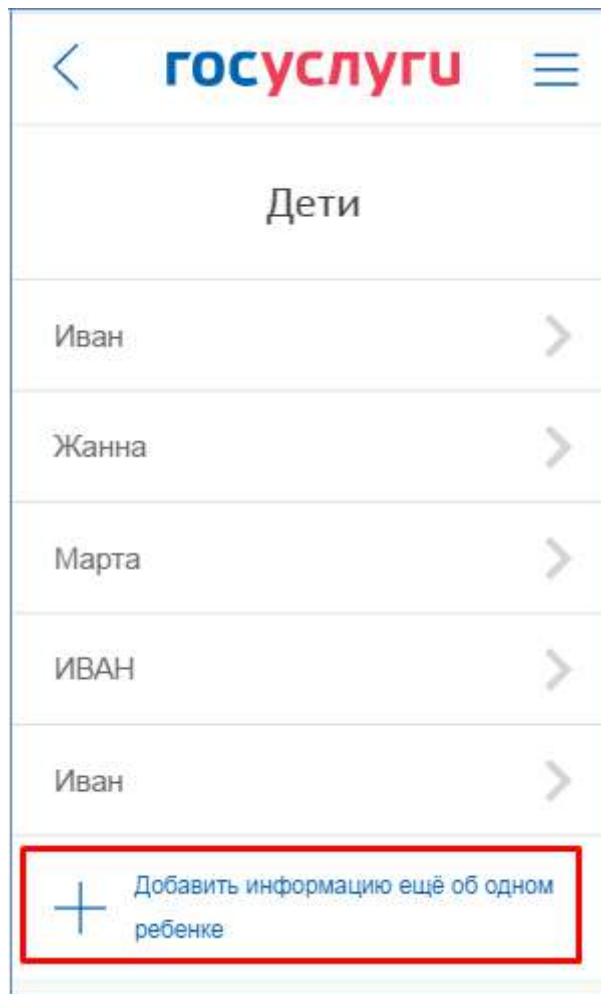 госуслуги
Дети
Иван
Жанна
Марта
ИВАН
Иван
Добавить информацию ещё об одном
ребенке